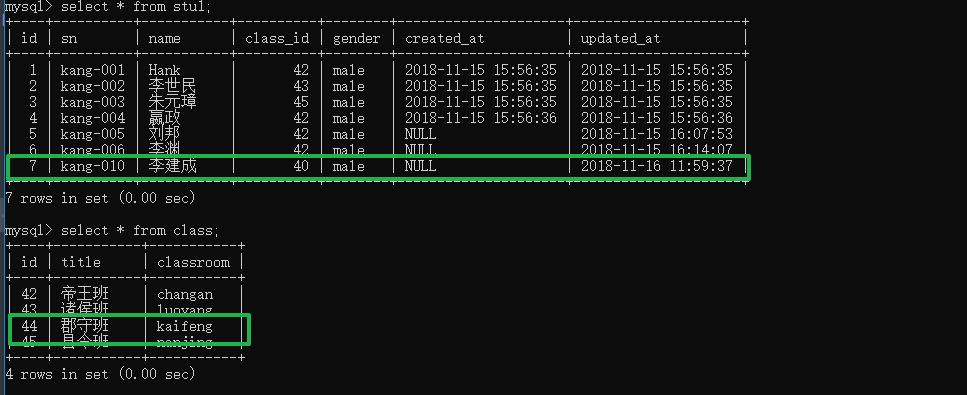 mysql> select * from stu1;
| id | sn | name | class_id | gender | created_at | updated_at |
| 1 | kang-001 | Hank | 42 | male | 2018-11-15 15:56:35 | 2018-11-15 15:56:35 |
| 2 | kang-002 | 李世民 | 43 | male | 2018-11-15 15:56:35 | 2018-11-15 15:56:35 |
| 3 | kang-003 | 朱元璋 | 45 | male | 2018-11-15 15:56:35 | 2018-11-15 15:56:35 |
| 4 | kang-004 | 嬴政 | 42 | male | 2018-11-15 15:56:36 | 2018-11-15 15:56:36 |
| 5 | kang-005 | 刘邦 | 42 | male | NULL | 2018-11-15 16:07:53 |
| 6 | kang-006 | 李渊 | 42 | male | NULL | 2018-11-15 16:14:07 |
| 7 | kang-010 | 李建成 | 40 | male | NULL | 2018-11-16 11:59:37 |
7 rows in set (0.00 sec)
mysql> select * from class;
| id | title | classroom |
| 42 | 帝王班 | changan |
| 43 | 诸侯班 | luoyang |
| 44 | 郡守班 | kaifeng |
| 45 | 县令班 | nanjing |
4 rows in set (0.00 sec)